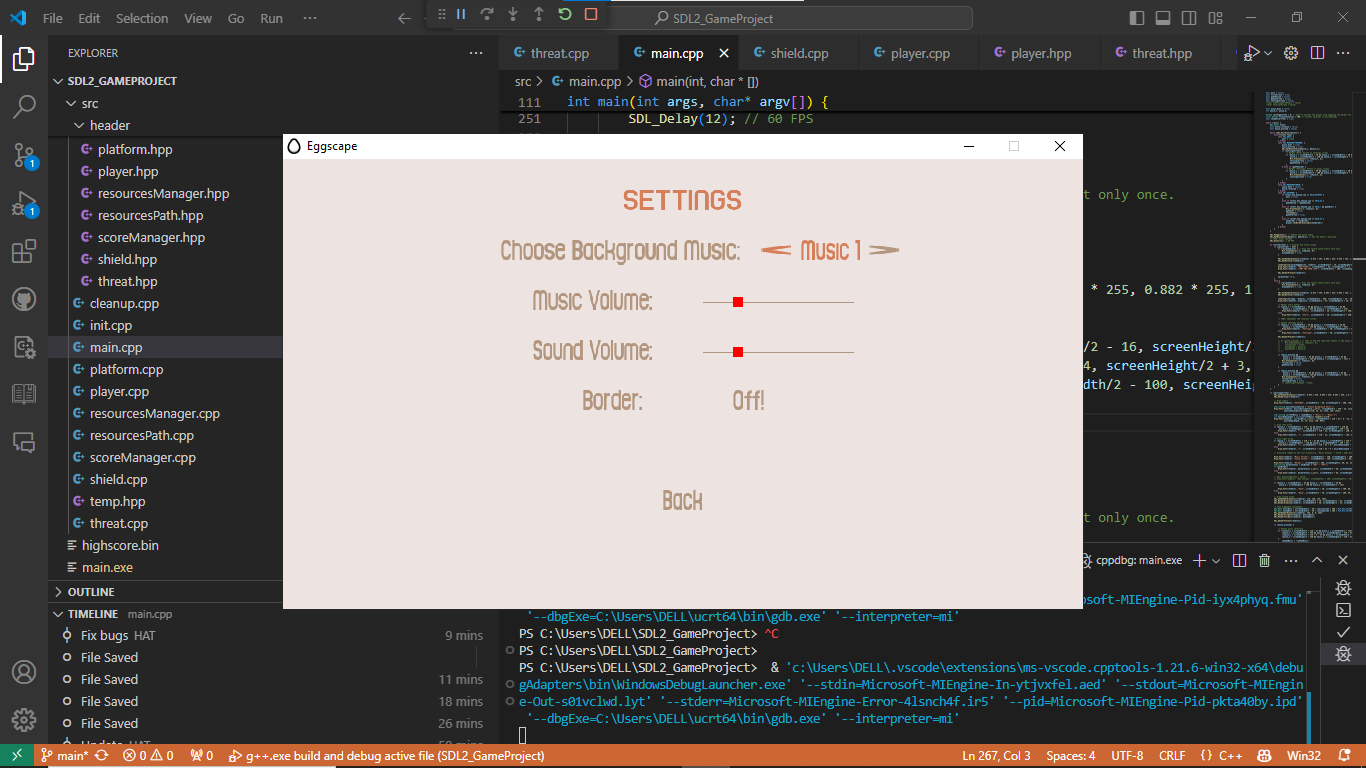 File Edit Selection View Go Run ··· SDL2_GameProject
EXPLORER
SDL2_GAMEPROJECT
src
header
platform.hpp
player.hpp
resourcesManager.hpp
resourcesPath.hpp
scoreManager.hpp
shield.hpp
threat.hpp
cleanup.cpp
init.cpp
main.cpp
platform.cpp
player.cpp
resourcesManager.cpp
resourcesPath.cpp
scoreManager.cpp
shield.cpp
temp.hpp
threat.cpp
highscore.bin
main.exe
OUTLINE
TIMELINE main.cpp
Fix bugs HAT 9 mins
File Saved
File Saved 11 mins
File Saved 18 mins
File Saved 26 mins
1
1
threat.cpp main.cpp shield.cpp player.cpp player.hpp threat.hpp
src > main.cpp > main(int, char * [])
111 int main(int args, char* argv[]) {
251 SDL_Delay(12); // 60 FPS
t only once.
* 255, 0.882 * 255, 1
/2 - 16, screenHeight/
4, screenHeight/2 + 3,
dth/2 - 100, screenHei
t only once.
Eggscape
SETTINGS
Choose Background Music: < Music 1 >
Music Volume:
Sound Volume:
Border: Off!
Back
cppdbg: main.exe
osoft-MIEngine-Pid-iyx4phyq.fmu'
'--dbgExe=C:\Users\DELL\ucrt64\bin\gdb.exe' '--interpreter=mi'
PS C:\Users\DELL\SDL2_GameProject> ^C
PS C:\Users\DELL\SDL2_GameProject>
PS C:\Users\DELL\SDL2_GameProject> & 'c:\Users\DELL\.vscode\extensions\ms-vscode.cpptools-1.21.6-win32-x64\debu
gAdapters\bin\WindowsDebugLauncher.exe' '--stdin=Microsoft-MIEngine-In-ytjvxfel.aed' '--stdout=Microsoft-MIEngin
e-Out-s01vclwd.lyt' '--stderr=Microsoft-MIEngine-Error-4lsnch4f.ir5' '--pid=Microsoft-MIEngine-Pid-pkta40by.ipd'
'--dbgExe=C:\Users\DELL\ucrt64\bin\gdb.exe' '--interpreter=mi'
main* 0 0 0 g++.exe build and debug active file (SDL2_GameProject) Ln 267, Col 3 Spaces: 4 UTF-8 CRLF {} C++ Win32